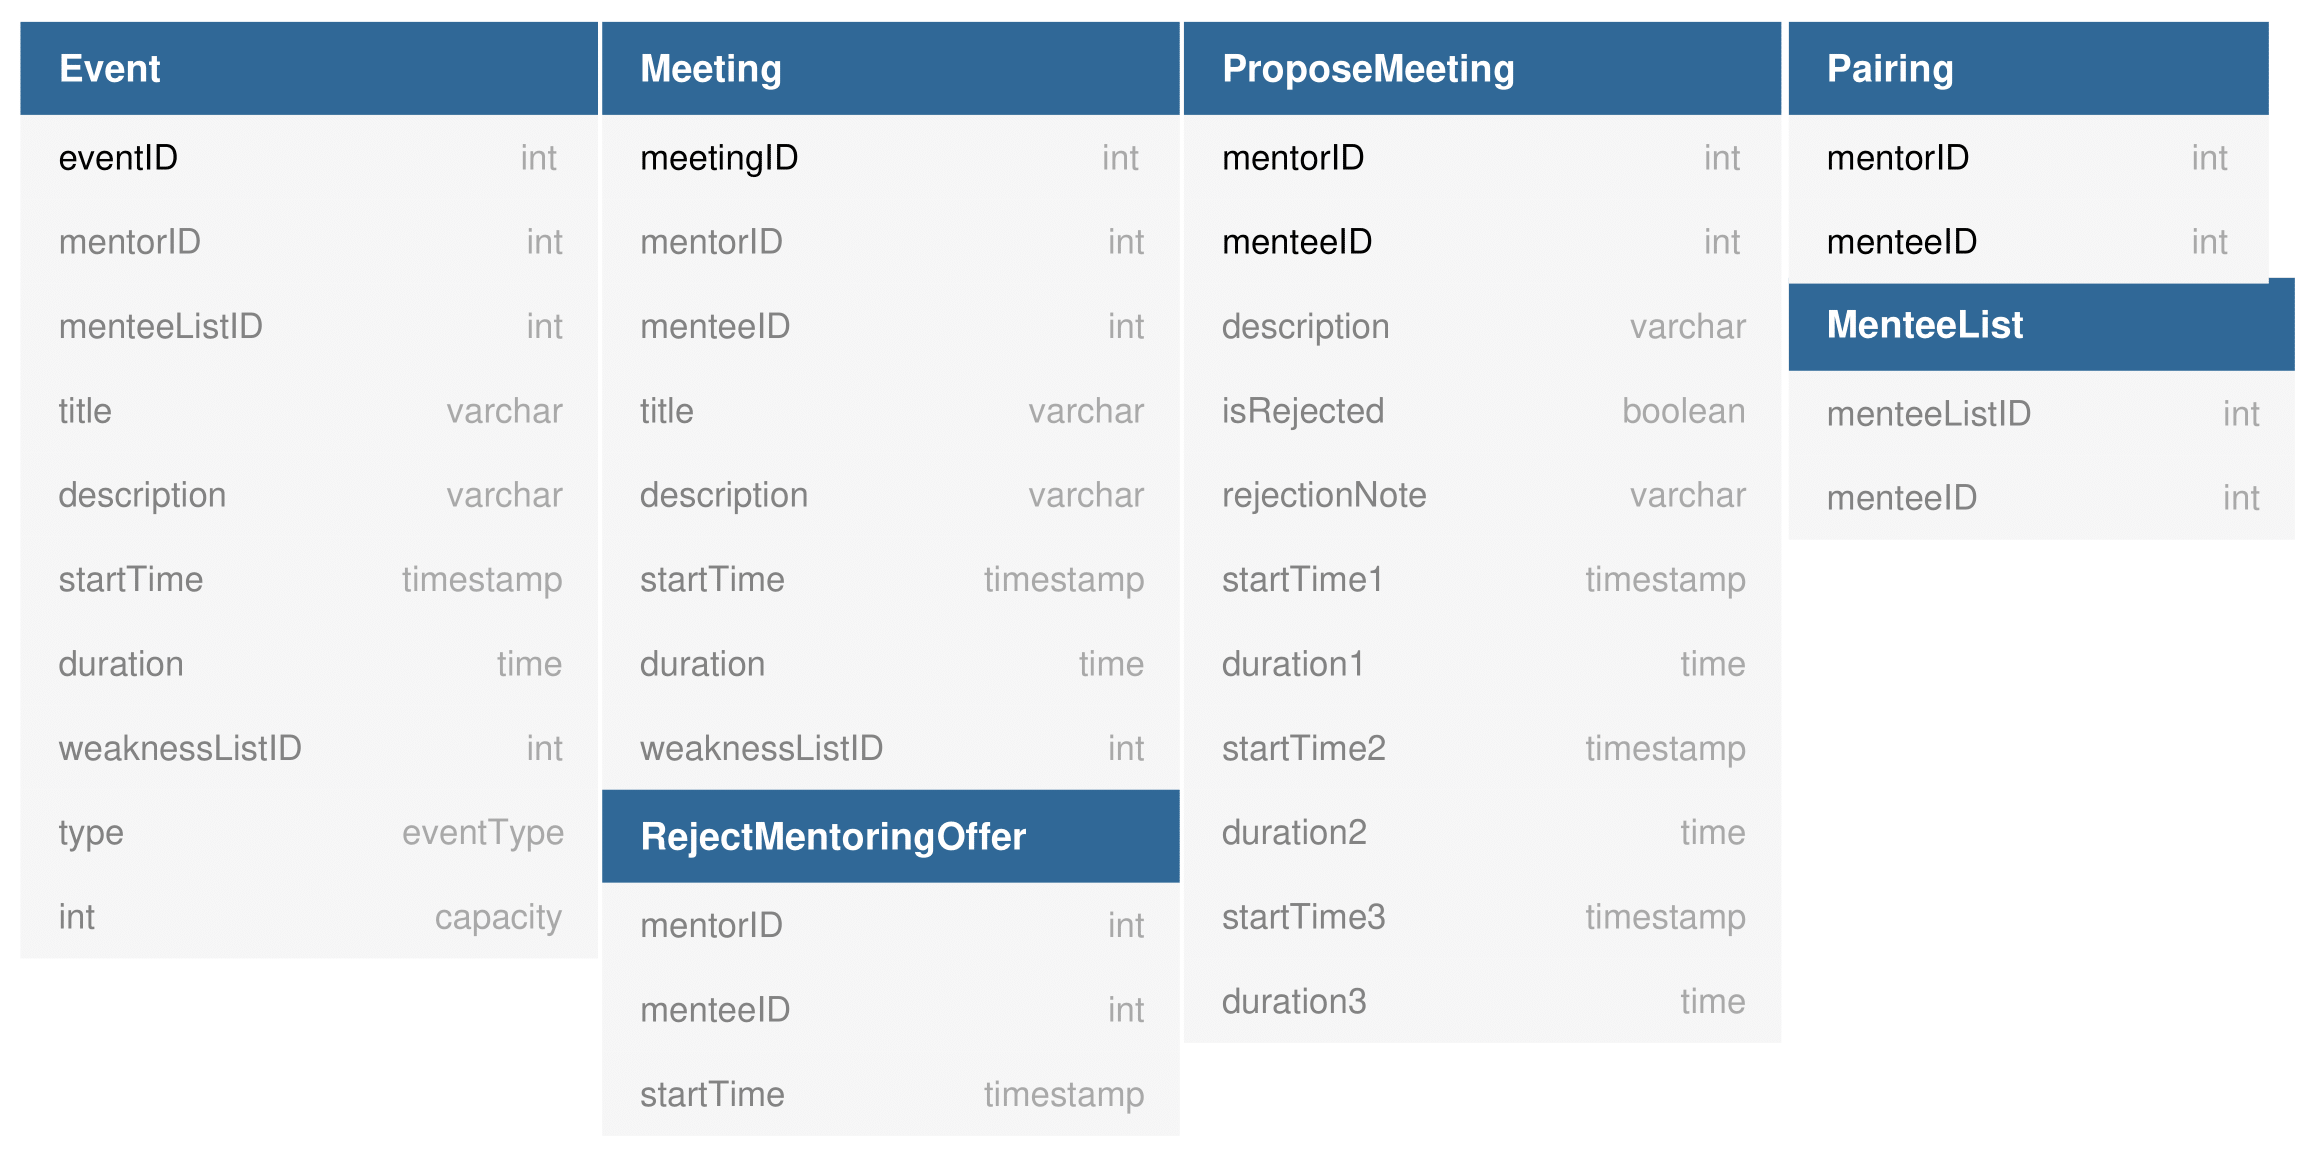 Event
eventID int
mentorID int
menteeListID int
title varchar
description varchar
startTime timestamp
duration time
weaknessListID int
type eventType
int capacity
Meeting
meetingID int
mentorID int
menteeID int
title varchar
description varchar
startTime timestamp
duration time
weaknessListID int
RejectMentoringOffer
mentorID int
menteeID int
startTime timestamp
ProposeMeeting
mentorID int
menteeID int
description varchar
isRejected boolean
rejectionNote varchar
startTime1 timestamp
duration1 time
startTime2 timestamp
duration2 time
startTime3 timestamp
duration3 time
Pairing
mentorID int
menteeID int
MenteeList
menteeListID int
menteeID int